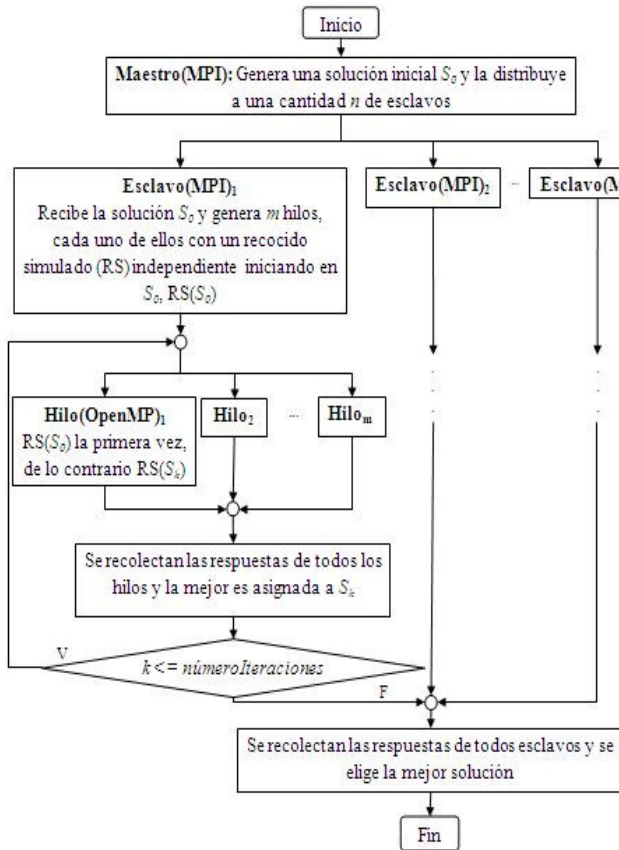 Inicio
Maestro(MPI): Genera una solución inicial S₀ y la distribuye
a una cantidad n de esclavos
Esclavo(MPI)₁
Recibe la solución S₀ y genera m hilos,
cada uno de ellos con un recocido
simulado (RS) independiente iniciando en
S₀, RS(S₀)
Esclavo(MPI)₂
...
Esclavo(M
Hilo(OpenMP)₁
RS(S₀) la primera vez,
de lo contrario RS(Sₖ)
Hilo₂
...
Hiloₘ
Se recolectan las respuestas de todos los
hilos y la mejor es asignada a Sₖ
V
k <= númeroIteraciones
F
Se recolectan las respuestas de todos esclavos y se
elige la mejor solución
Fin